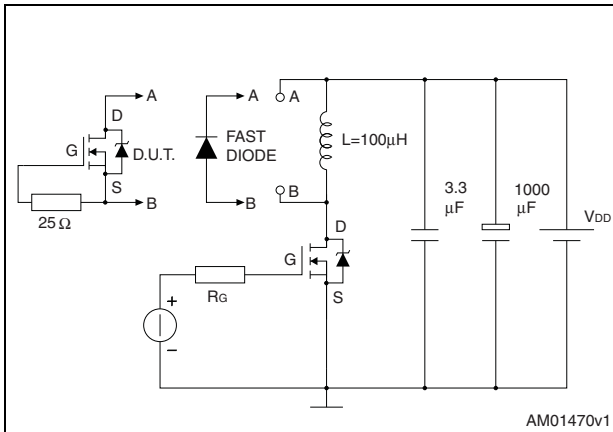 A A A
D
G D.U.T. FAST
DIODE
L=100µH
S B B B
25 Ω
3.3
µF
1000
µF
VDD
D
G
S
RG
+
–
AM01470v1